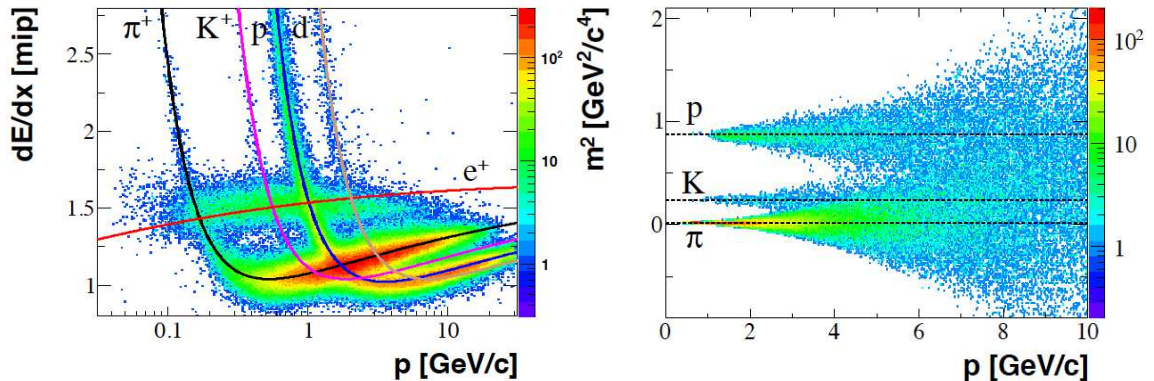 dE/dx [mip]
2.5
2
1.5
1
π+ K+ p d
e+
10²
10
1
0.1 1 10
p [GeV/c]
m² [GeV²/c⁴]
2
1
0
p
K
π
10²
10
1
0 2 4 6 8 10
p [GeV/c]